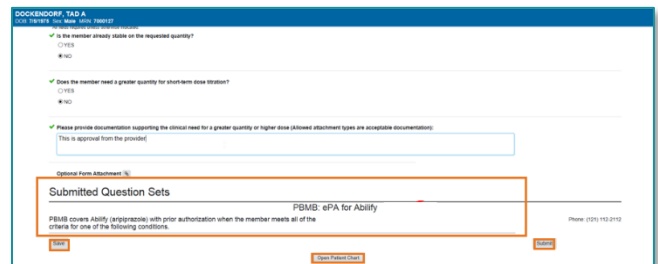 DOCKENDORF, TAD A
DOB: 7/8/1975 Sex: Male MRN: 7000127
Is the member already stable on the requested quantity?
YES
NO
Does the member need a greater quantity for short-term dose titration?
YES
NO
Please provide documentation supporting the clinical need for a greater quantity or higher dose (Allowed attachment types are acceptable documentation):
This is approval from the provider
Optional Form Attachment
Submitted Question Sets
PBMB: ePA for Abilify
PBMB covers Abilify (aripiprazole) with prior authorization when the member meets all of the Phone: (121) 112-2112
criteria for one of the following conditions.
Save Submit
Open Patient Chart